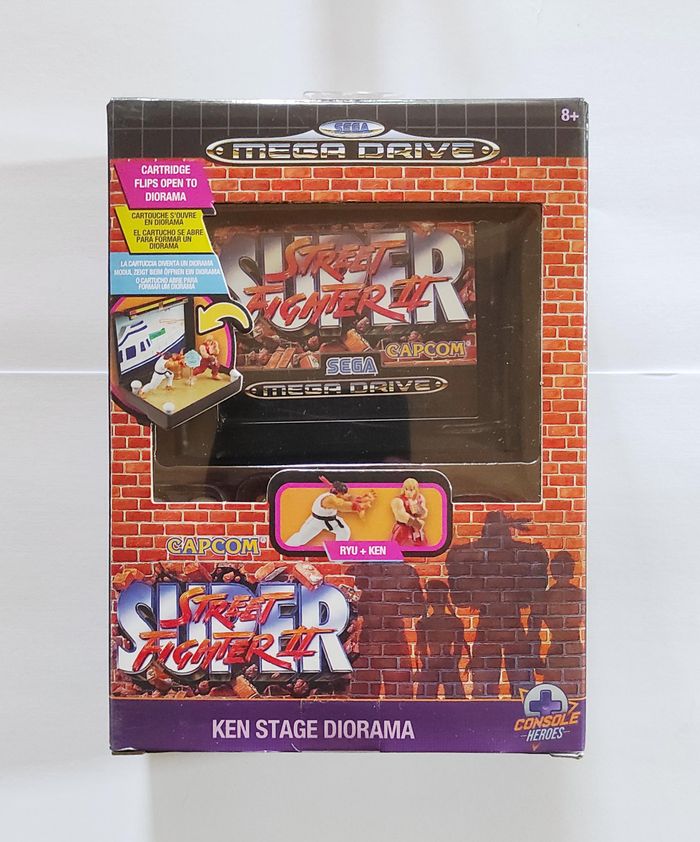 8+
SEGA
MEGA DRIVE
CARTRIDGE
FLIPS OPEN TO
DIORAMA
CARTOUCHE S'OUVRE
EN DIORAMA
EL CARTUCHO SE ABRE
PARA FORMAR UN
DIORAMA
LA CARTUCCIA DIVENTA UN DIORAMA
MODUL ZEIGT BEIM ÖFFNEN EIN DIORAMA
O CARTUCHO ABRE PARA
FORMAR UM DIORAMA
SUPER
STREET
FIGHTER II
CAPCOM
SEGA
MEGA DRIVE
RYU + KEN
CAPCOM
SUPER
STREET
FIGHTER II
KEN STAGE DIORAMA
CONSOLE
HEROES